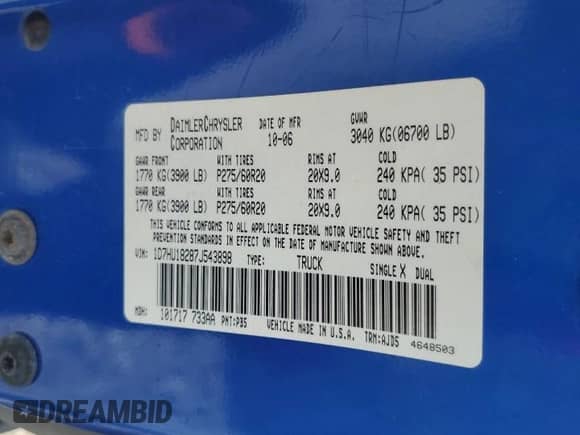 MFD BY DAIMLERCHRYSLER CORPORATION DATE OF MFR 10-06 GVWR 3040 KG(06700 LB)
GAWR FRONT WITH TIRES RIMS AT COLD
1770 KG(3900 LB) P275/60R20 20X9.0 240 KPA( 35 PSI)
GAWR REAR WITH TIRES RIMS AT COLD
1770 KG(3900 LB) P275/60R20 20X9.0 240 KPA( 35 PSI)
THIS VEHICLE CONFORMS TO ALL APPLICABLE FEDERAL MOTOR VEHICLE SAFETY AND THEFT
PREVENTION STANDARDS IN EFFECT ON THE DATE OF MANUFACTURE SHOWN ABOVE.
VIN: 1D7HU18287J543898 TYPE: TRUCK SINGLE X DUAL
MDH: 101717 733AA PNT:PB5 VEHICLE MADE IN U.S.A. TRM:AJD5
4648503
DREAMBID